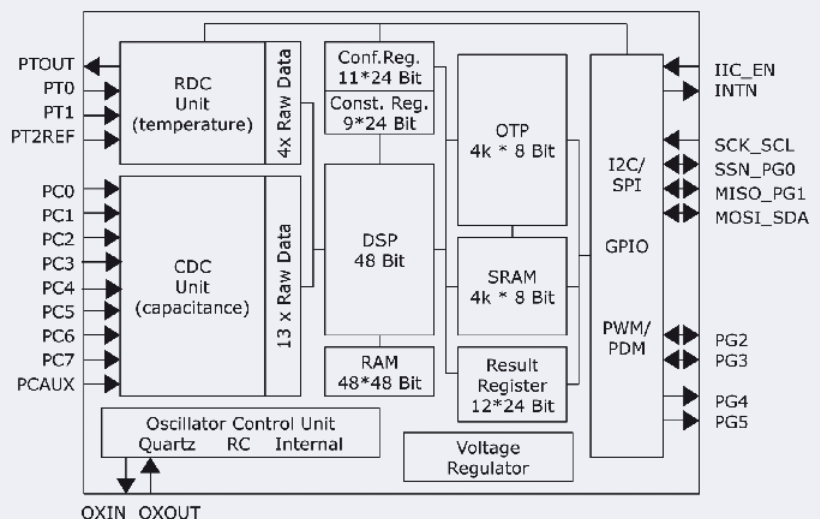 PTOUT
PT0
PT1
PT2REF
RDC
Unit
(temperature)
4x Raw Data
PC0
PC1
PC2
PC3
PC4
PC5
PC6
PC7
PCAUX
CDC
Unit
(capacitance)
13 x Raw Data
Conf.Reg.
11*24 Bit
Const. Reg.
9*24 Bit
DSP
48 Bit
RAM
48*48 Bit
OTP
4k * 8 Bit
SRAM
4k * 8 Bit
Result
Register
12*24 Bit
I2C/
SPI
GPIO
PWM/
PDM
IIC_EN
INTN
SCK_SCL
SSN_PG0
MISO_PG1
MOSI_SDA
PG2
PG3
PG4
PG5
Oscillator Control Unit
Quartz RC Internal
Voltage
Regulator
OXIN OXOUT